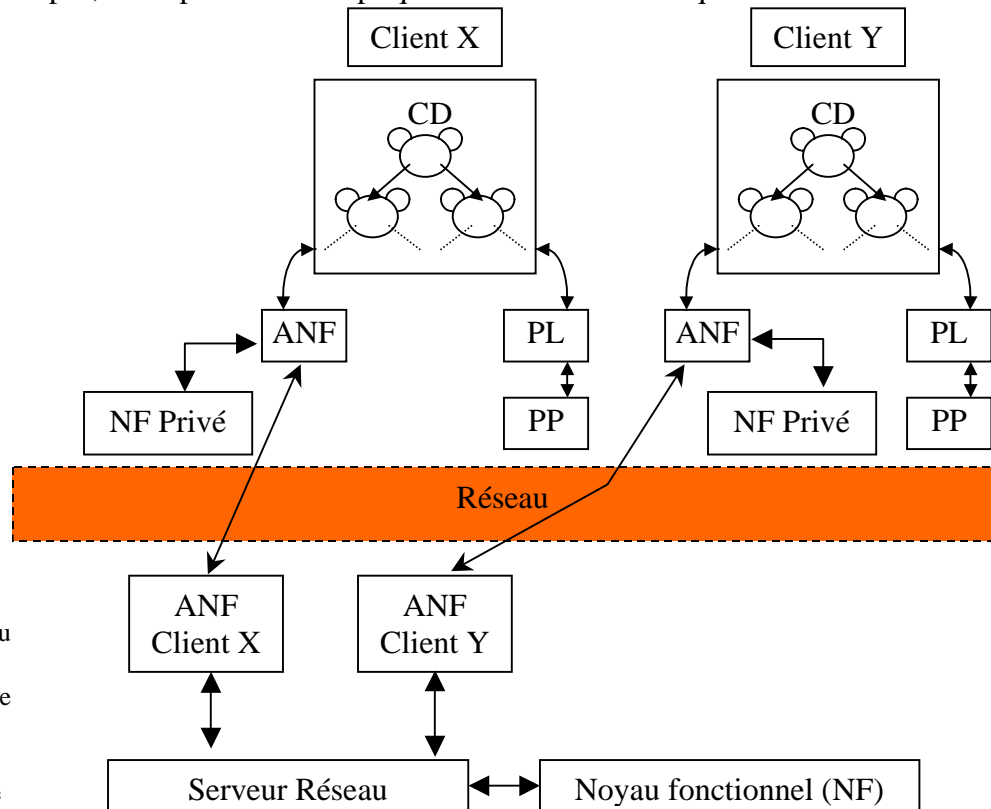 Client X
Client Y
CD
CD
ANF
PL
ANF
PL
NF Privé
PP
NF Privé
PP
Réseau
ANF
Client X
ANF
Client Y
u
e
Serveur Réseau
Noyau fonctionnel (NF)